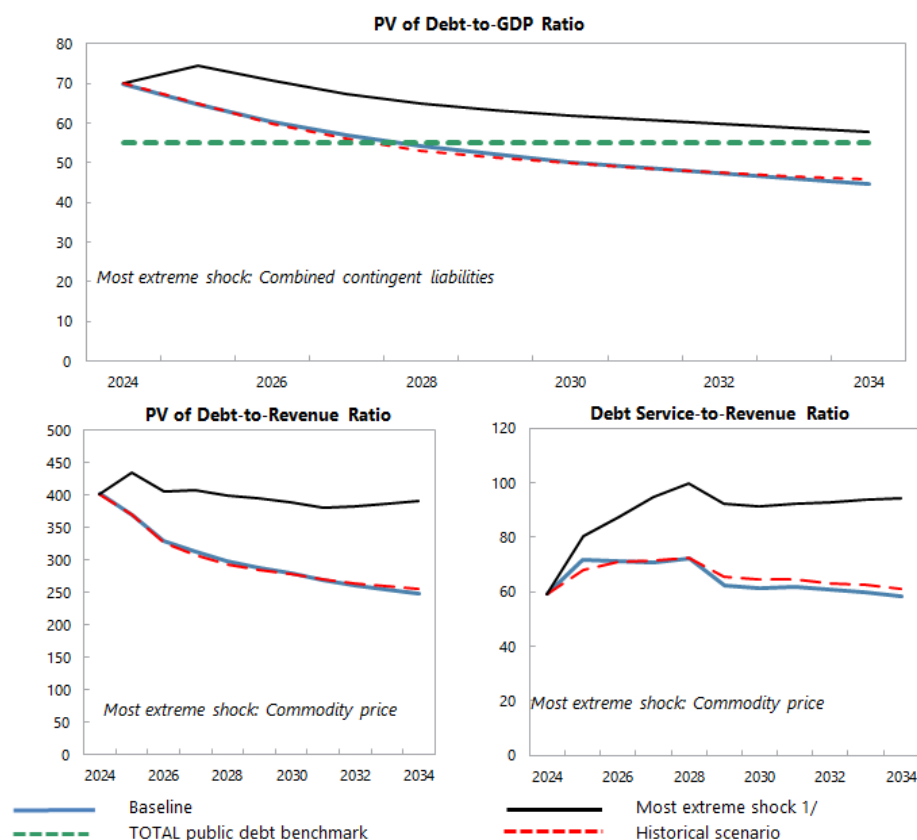 PV of Debt-to-GDP Ratio
80
70
60
50
40
30
20
10
0
Most extreme shock: Combined contingent liabilities
2024 2026 2028 2030 2032 2034
PV of Debt-to-Revenue Ratio
500
450
400
350
300
250
200
150
100
50
0
Most extreme shock: Commodity price
2024 2026 2028 2030 2032 2034
Debt Service-to-Revenue Ratio
120
100
80
60
40
20
0
Most extreme shock: Commodity price
2024 2026 2028 2030 2032 2034
Baseline
Most extreme shock 1/
TOTAL public debt benchmark
Historical scenario